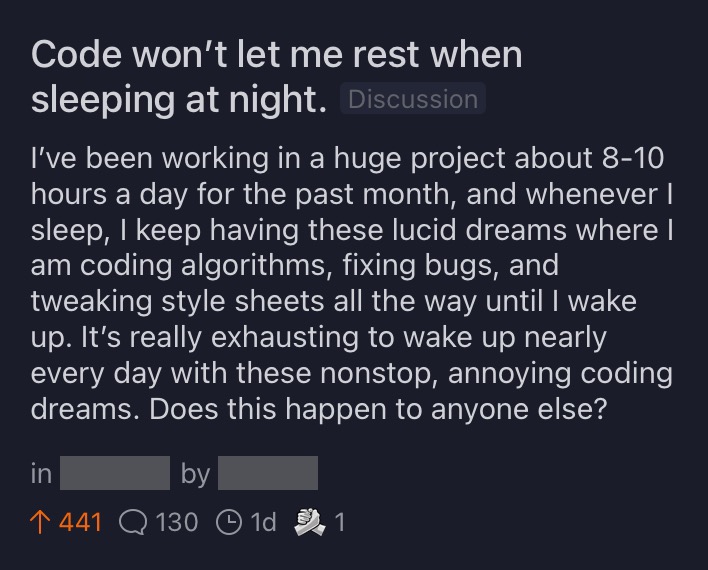 Code won’t let me rest when
sleeping at night. Discussion
I’ve been working in a huge project about 8-10
hours a day for the past month, and whenever I
sleep, I keep having these lucid dreams where I
am coding algorithms, fixing bugs, and
tweaking style sheets all the way until I wake
up. It’s really exhausting to wake up nearly
every day with these nonstop, annoying coding
dreams. Does this happen to anyone else?
in by
441 130 1d 1